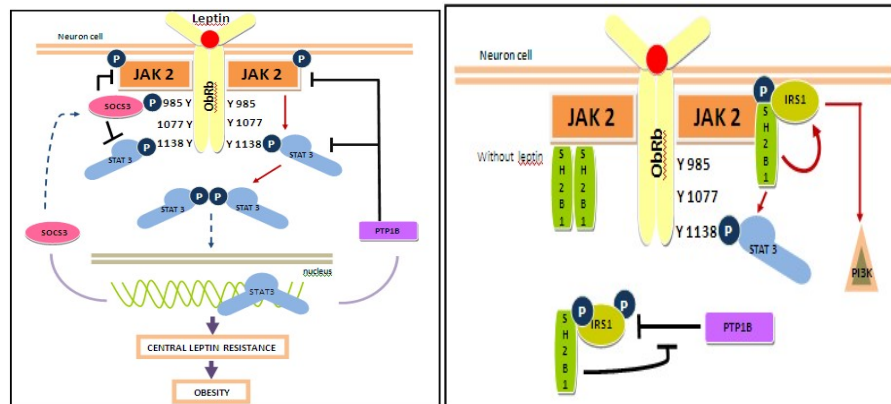 Leptin
Neuron cell
P
P
JAK 2
JAK 2
ObRb
SOCS3
P
985 Y
Y 985
1077 Y
Y 1077
1138 Y
Y 1138
P
P
STAT 3
STAT 3
P
P
STAT 3
STAT 3
SOCS3
PTP1B
nucleus
STAT3
CENTRAL LEPTIN RESISTANCE
OBESITY
Neuron cell
P
IRS1
JAK 2
JAK 2
SH2B1
ObRb
Without leptin
SH2B1
SH2B1
Y 985
Y 1077
Y 1138
P
STAT 3
PI3K
P
P
IRS1
SH2B1
PTP1B